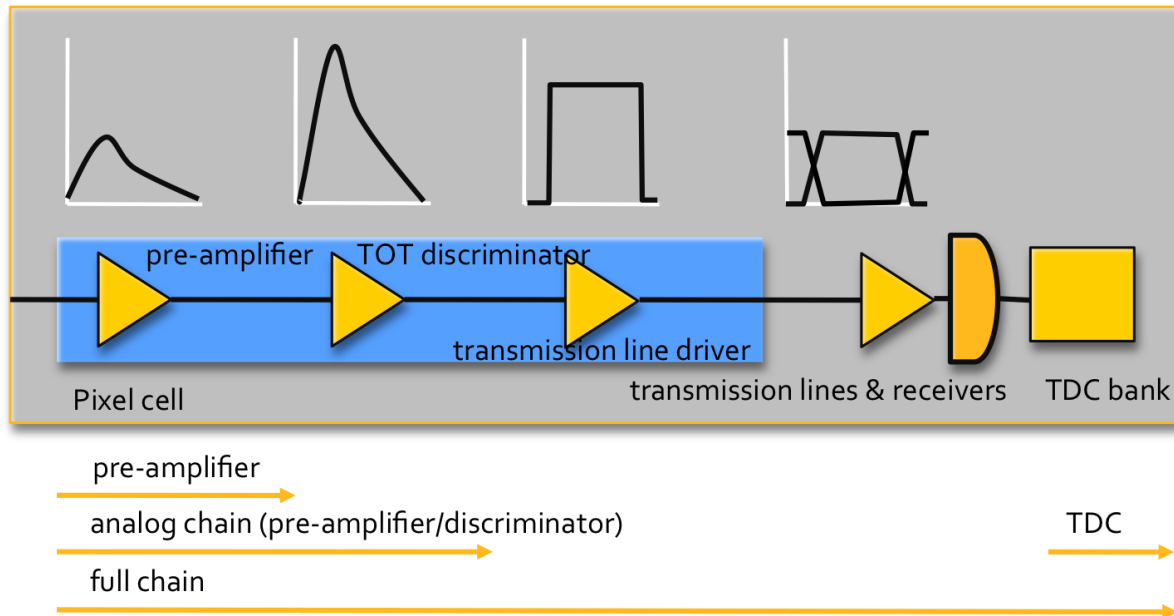 pre-amplifier
TOT discriminator
transmission line driver
transmission lines & receivers
TDC bank
Pixel cell
pre-amplifier
analog chain (pre-amplifier/discriminator)
TDC
full chain